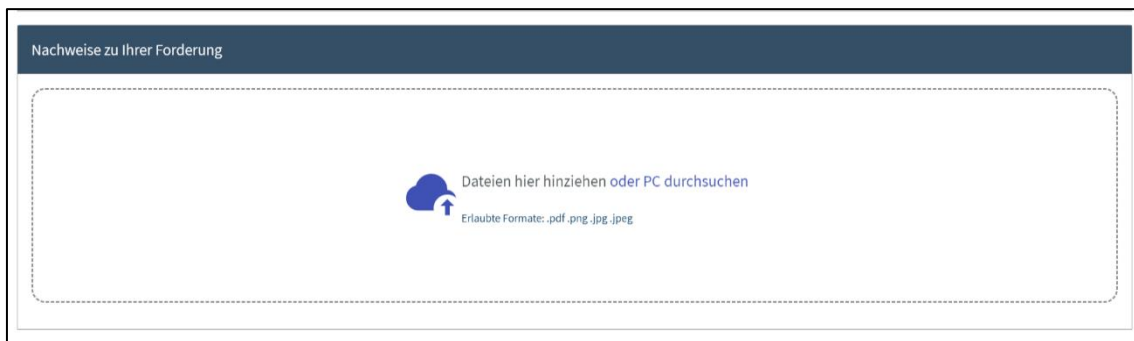 Nachweise zu Ihrer Forderung
Dateien hier hinziehen oder PC durchsuchen
Erlaubte Formate: .pdf .png .jpg .jpeg